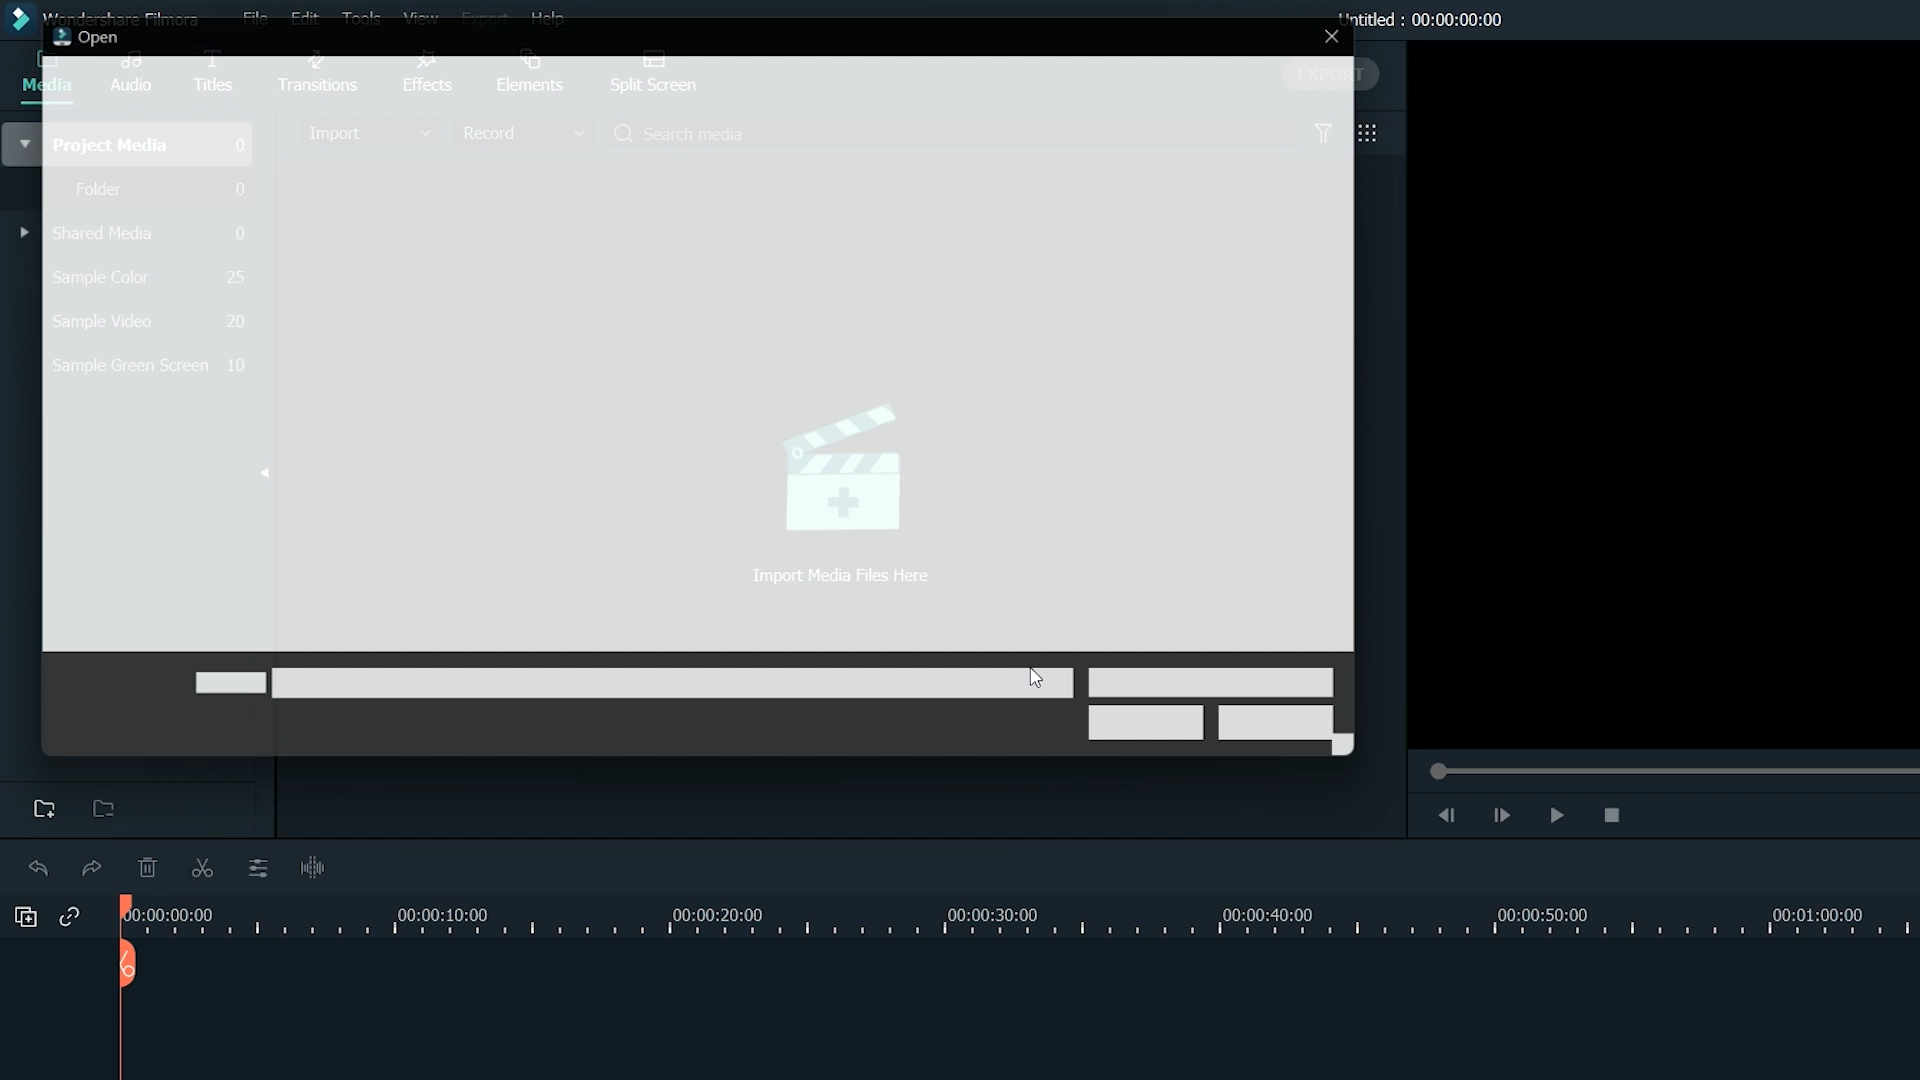 Wondershare Filmora File Edit Tools View Export Help Untitled : 00:00:00:00
Open
Media Audio Titles Transitions Effects Elements Split Screen EXPORT
Import Record Search media
Project Media 0
Folder 0
Shared Media 0
Sample Color 25
Sample Video 20
Sample Green Screen 10
Import Media Files Here
00:00:00:00 00:00:10:00 00:00:20:00 00:00:30:00 00:00:40:00 00:00:50:00 00:01:00:00